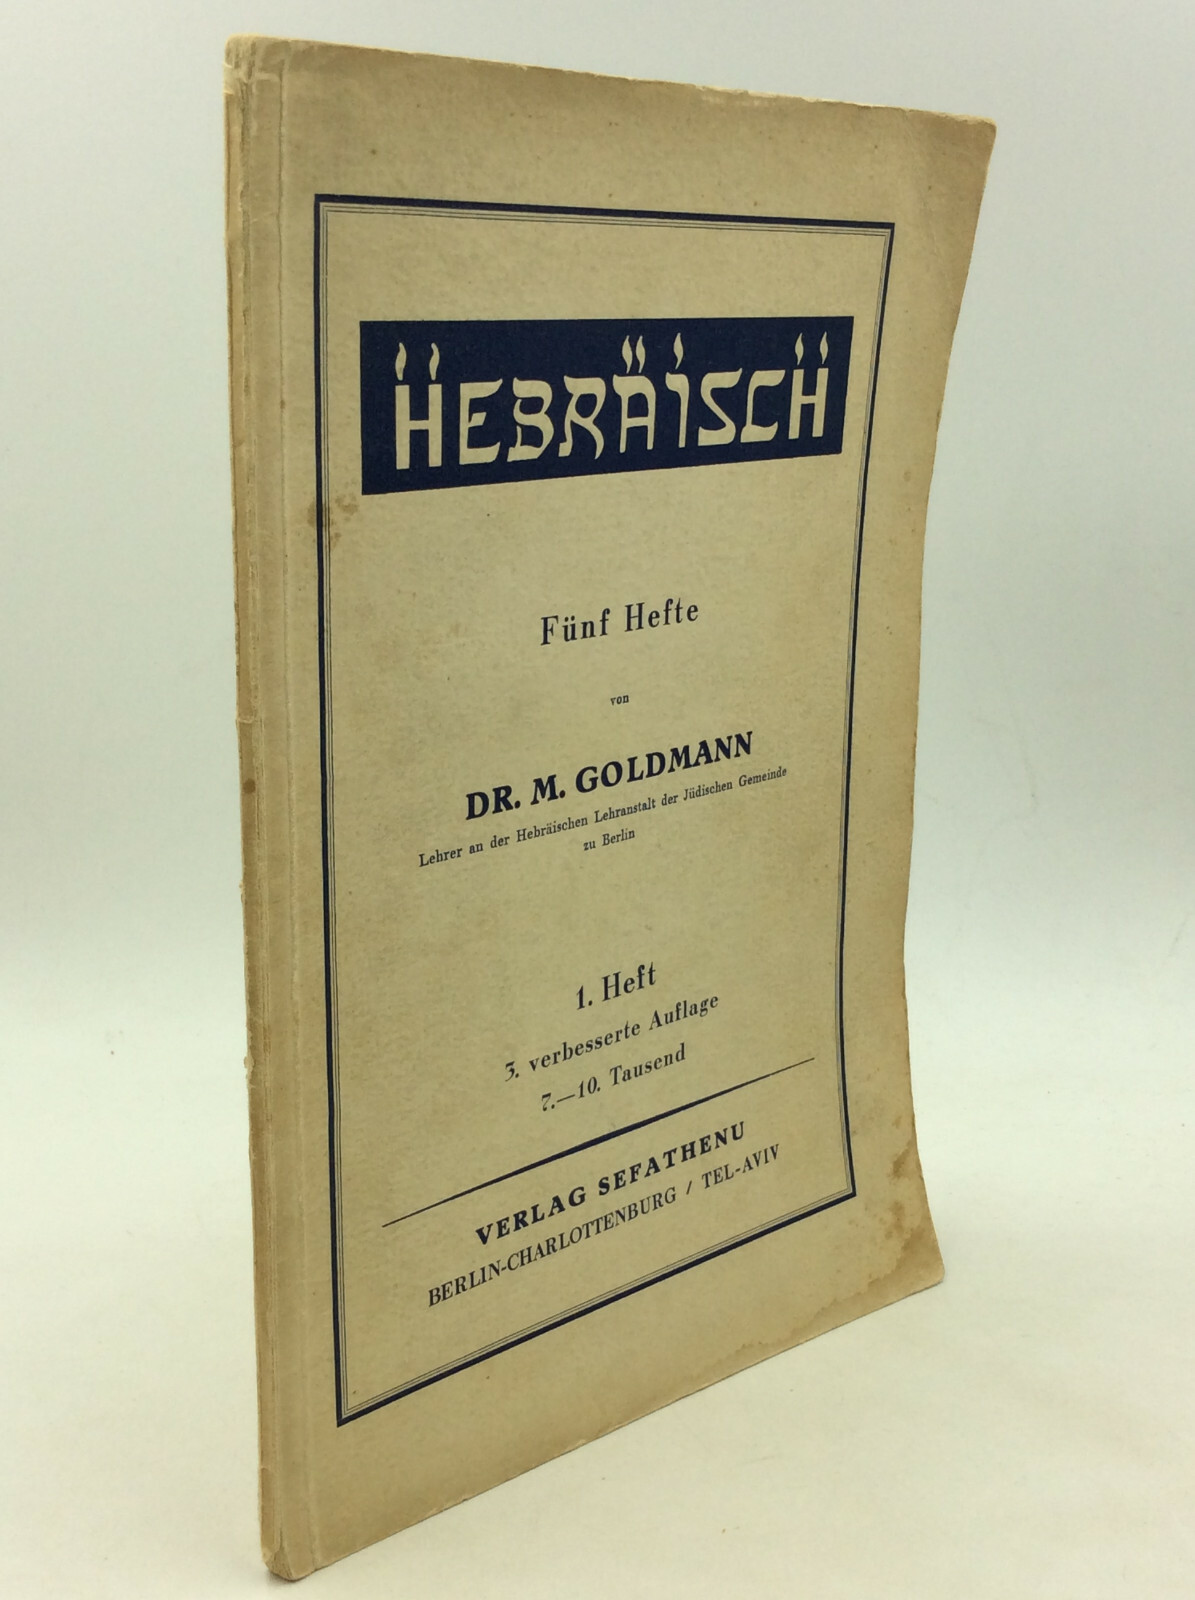 HEBRÄISCH
Fünf Hefte
von
DR. M. GOLDMANN
Lehrer an der Hebräischen Lehranstalt der Jüdischen Gemeinde
zu Berlin
1. Heft
3. verbesserte Auflage
7.—10. Tausend
VERLAG SEFATHENU
BERLIN-CHARLOTTENBURG / TEL-AVIV